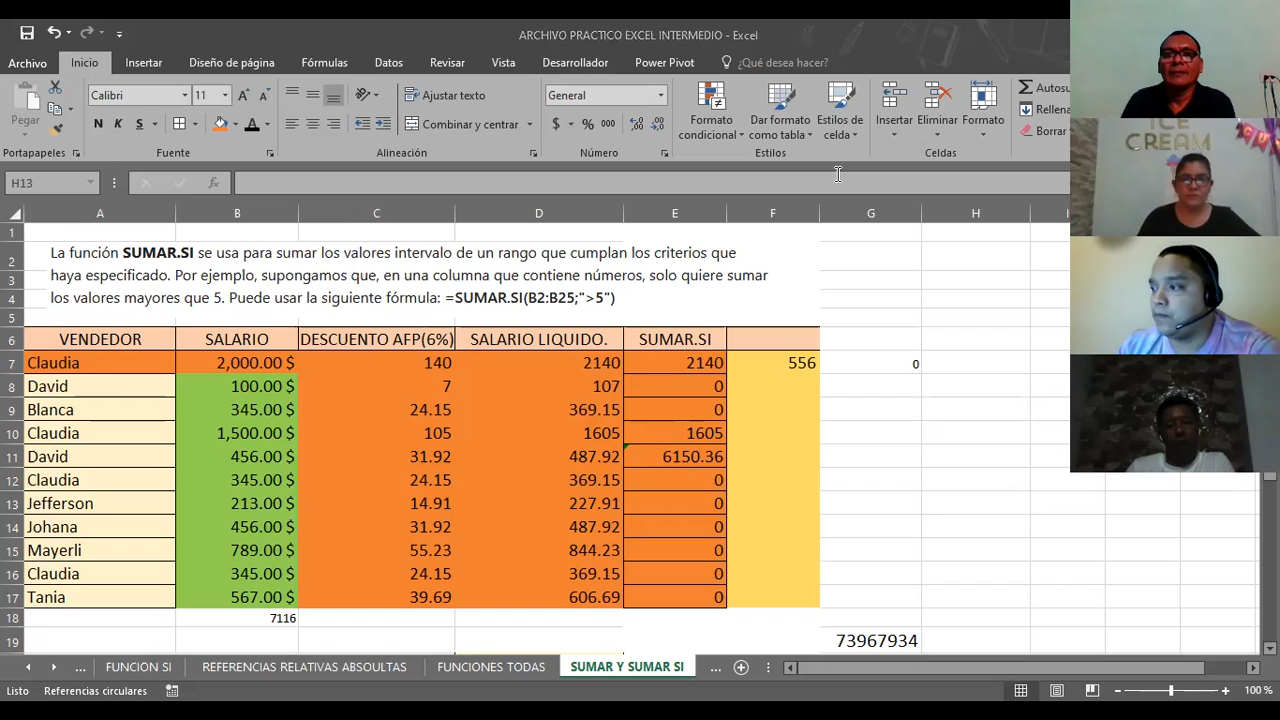 ARCHIVO PRACTICO EXCEL INTERMEDIO - Excel
Archivo Inicio Insertar Diseño de página Fórmulas Datos Revisar Vista Desarrollador Power Pivot ¿Qué desea hacer?
Pegar
Calibri 11
N K S
Ajustar texto
Combinar y centrar
General
$ % 000
Formato condicional
Dar formato como tabla
Estilos de celda
Insertar Eliminar Formato
Autosu
Rellena
Borrar
Portapapeles Fuente Alineación Número Estilos Celdas
H13 fx
A B C D E F G H
1
2
3
4
5
La función SUMAR.SI se usa para sumar los valores intervalo de un rango que cumplan los criterios que
haya especificado. Por ejemplo, supongamos que, en una columna que contiene números, solo quiere sumar
los valores mayores que 5. Puede usar la siguiente fórmula: =SUMAR.SI(B2:B25;">5")
6 VENDEDOR SALARIO DESCUENTO AFP(6%) SALARIO LIQUIDO. SUMAR.SI
7 Claudia 2,000.00 $ 140 2140 2140 556 0
8 David 100.00 $ 7 107 0
9 Blanca 345.00 $ 24.15 369.15 0
10 Claudia 1,500.00 $ 105 1605 1605
11 David 456.00 $ 31.92 487.92 6150.36
12 Claudia 345.00 $ 24.15 369.15 0
13 Jefferson 213.00 $ 14.91 227.91 0
14 Johana 456.00 $ 31.92 487.92 0
15 Mayerli 789.00 $ 55.23 844.23 0
16 Claudia 345.00 $ 24.15 369.15 0
17 Tania 567.00 $ 39.69 606.69 0
18 7116
19 73967934
... FUNCION SI REFERENCIAS RELATIVAS ABSOULTAS FUNCIONES TODAS SUMAR Y SUMAR SI ...
Listo Referencias circulares 100 %
ICE
CREAM